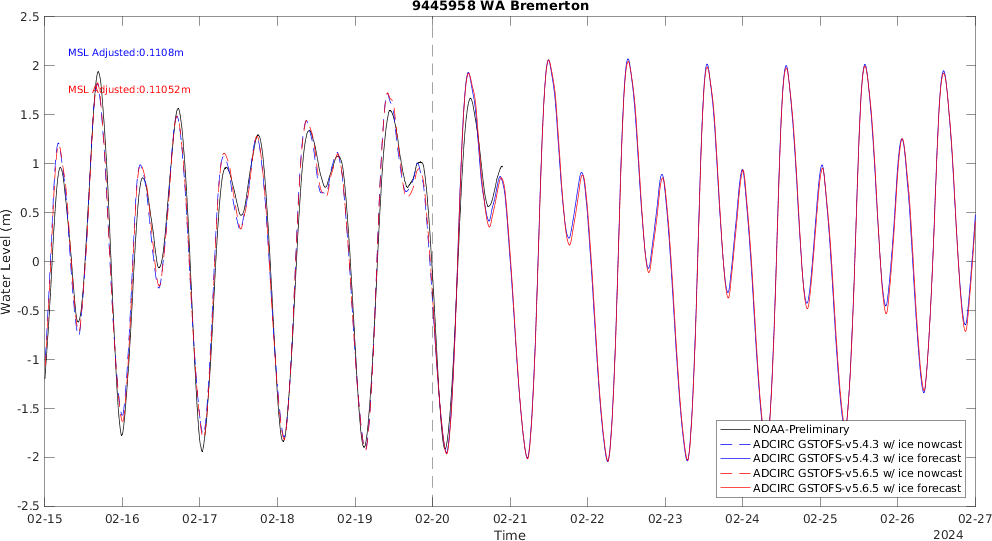 9445958 WA Bremerton
MSL Adjusted:0.1108m
MSL Adjusted:0.11052m
Water Level (m)
2.5
2
1.5
1
0.5
0
-0.5
-1
-1.5
-2
-2.5
NOAA-Preliminary
ADCIRC GSTOFS-v5.4.3 w/ ice nowcast
ADCIRC GSTOFS-v5.4.3 w/ ice forecast
ADCIRC GSTOFS-v5.6.5 w/ ice nowcast
ADCIRC GSTOFS-v5.6.5 w/ ice forecast
02-15 02-16 02-17 02-18 02-19 02-20 02-21 02-22 02-23 02-24 02-25 02-26 02-27
Time
2024